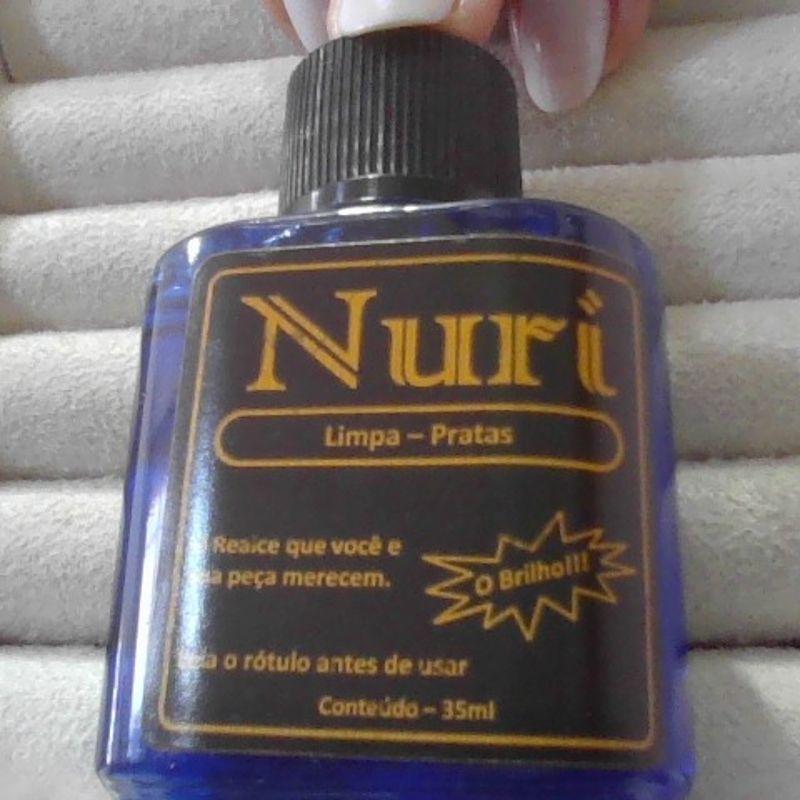 Nuri
Limpa – Pratas
Realce que você e
peça merecem.
O Brilho!!!
o rótulo antes de usar
Conteúdo – 35ml